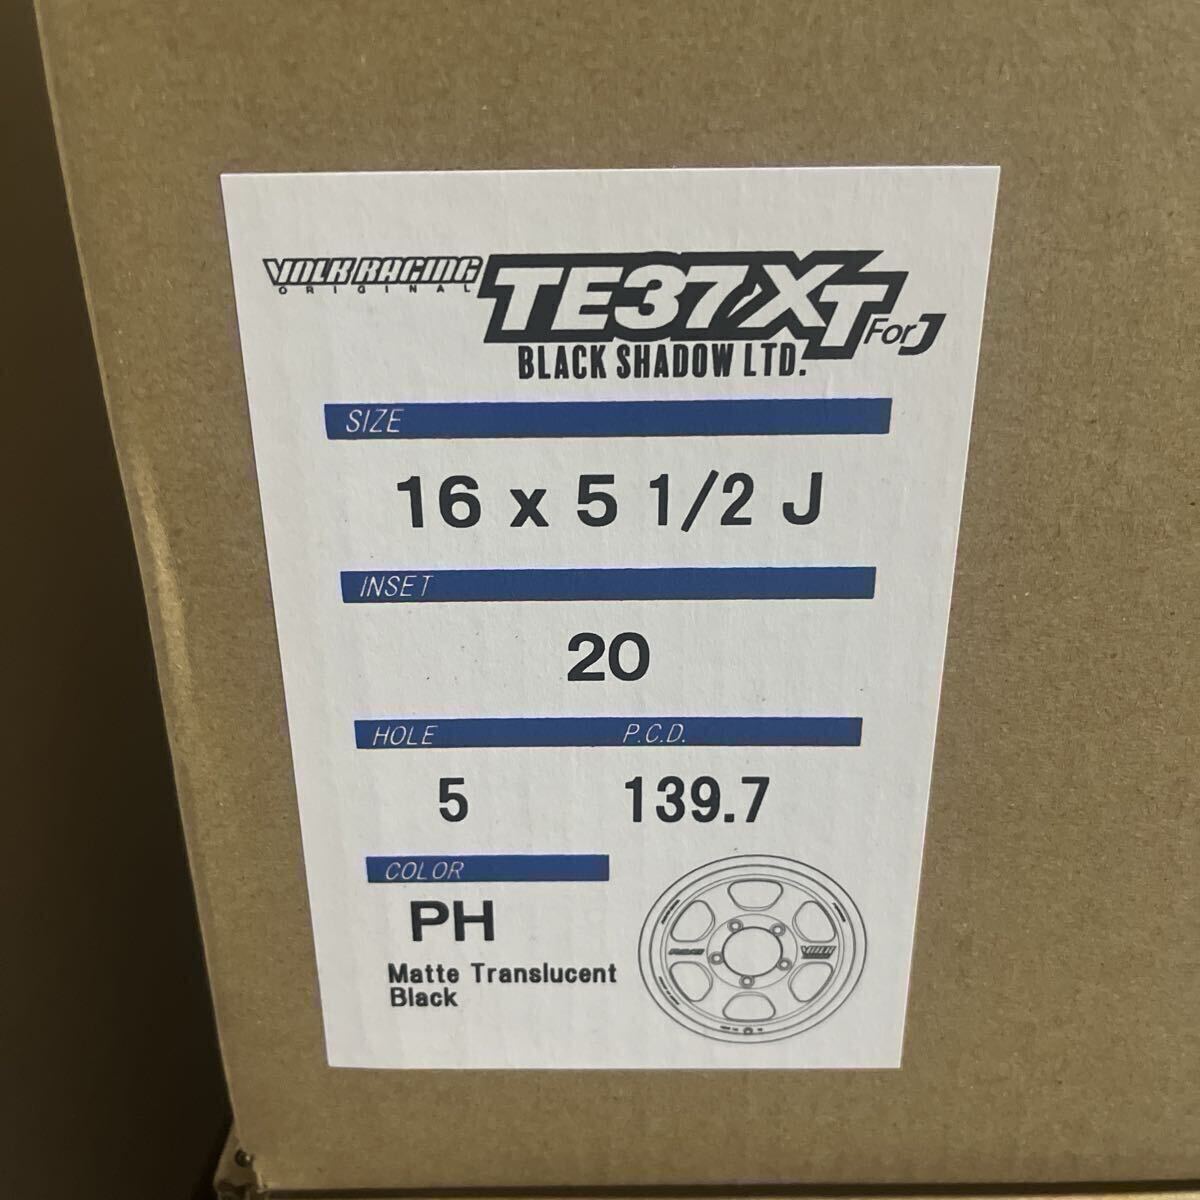 VOLK RACING
ORIGINAL
TE37XT For J
BLACK SHADOW LTD.
SIZE
16 x 5 1/2 J
INSET
20
HOLE P.C.D.
5 139.7
COLOR
PH
Matte Translucent
Black
VOLK